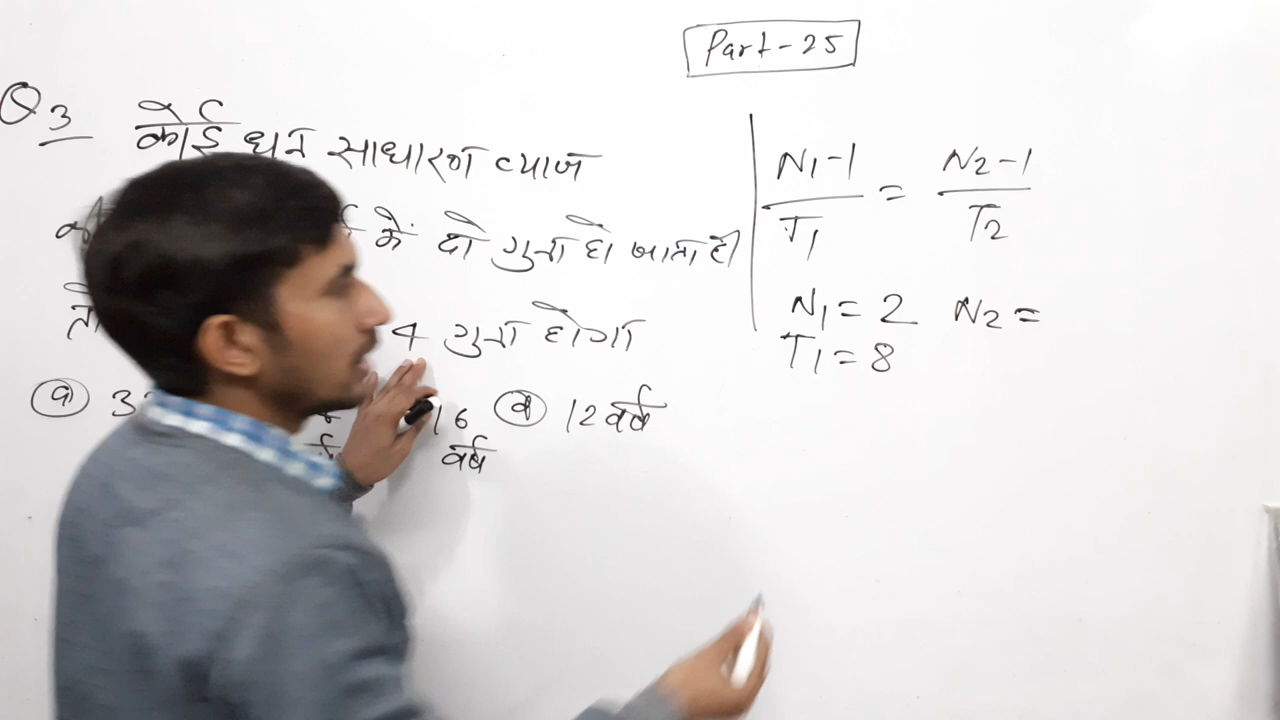 Part-25
Q 3 कोई धन साधारण व्याज
में दो गुना हो जाता है
4 गुना होगा
(a) 3 16 वर्ष (d) 12 वर्ष
N1-1 / T1 = N2-1 / T2
N1 = 2 N2 =
T1 = 8